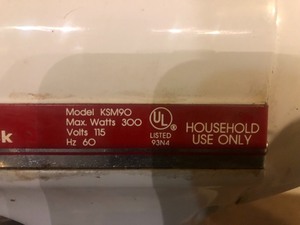 Model KSM90
Max. Watts 300
Volts 115
Hz 60
UL
LISTED
93N4
HOUSEHOLD
USE ONLY
k